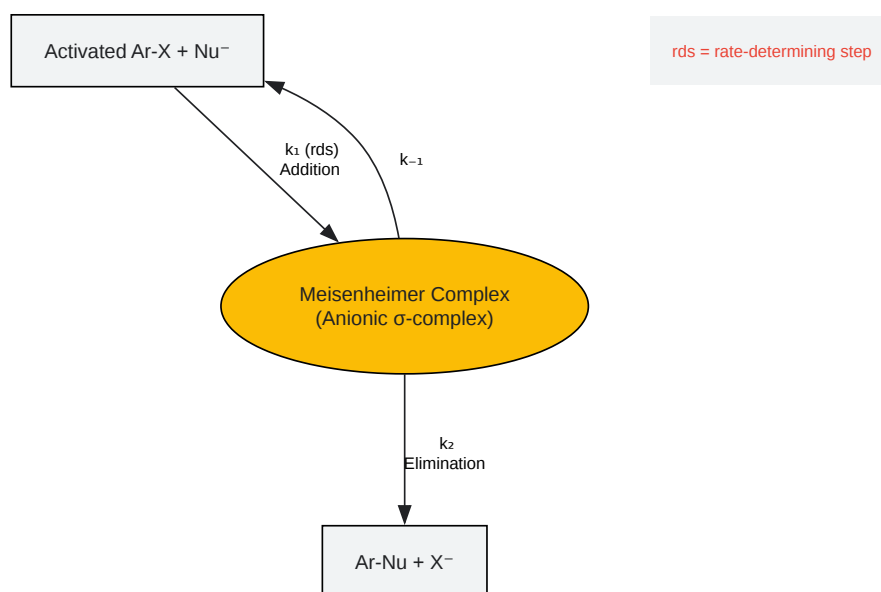 Activated Ar-X + Nu⁻
rds = rate-determining step
k₁ (rds)
Addition
k₋₁
Meisenheimer Complex
(Anionic σ-complex)
k₂
Elimination
Ar-Nu + X⁻